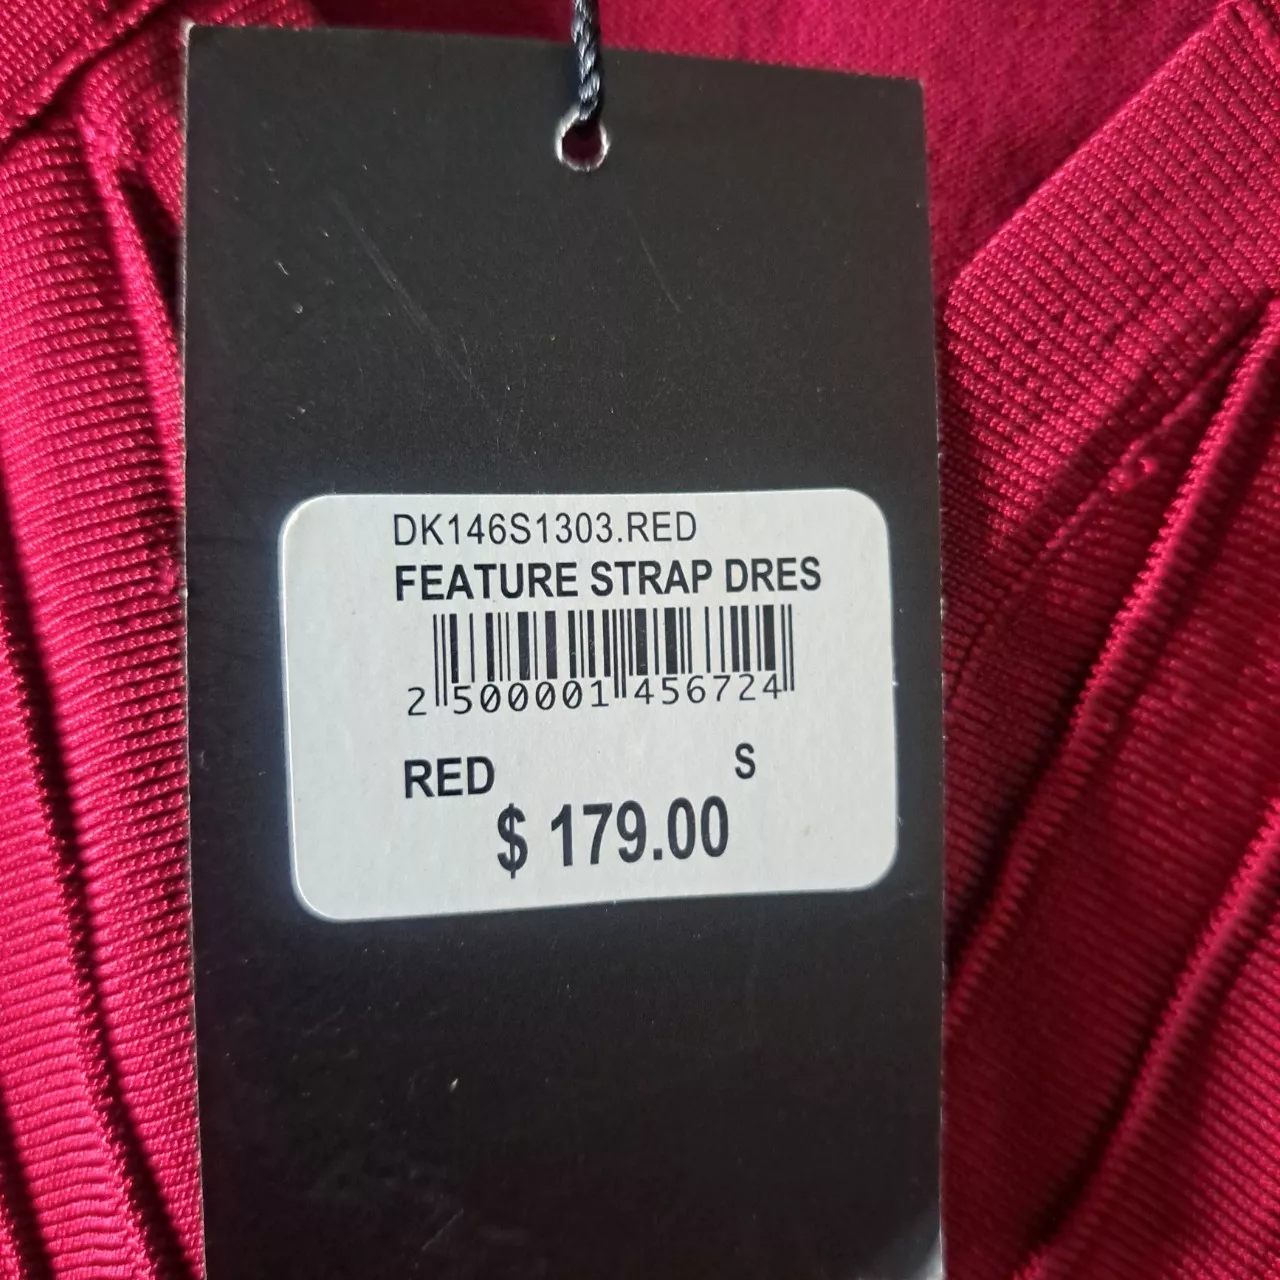 DK146S1303.RED
FEATURE STRAP DRES
2 500001 456724
RED S
$ 179.00